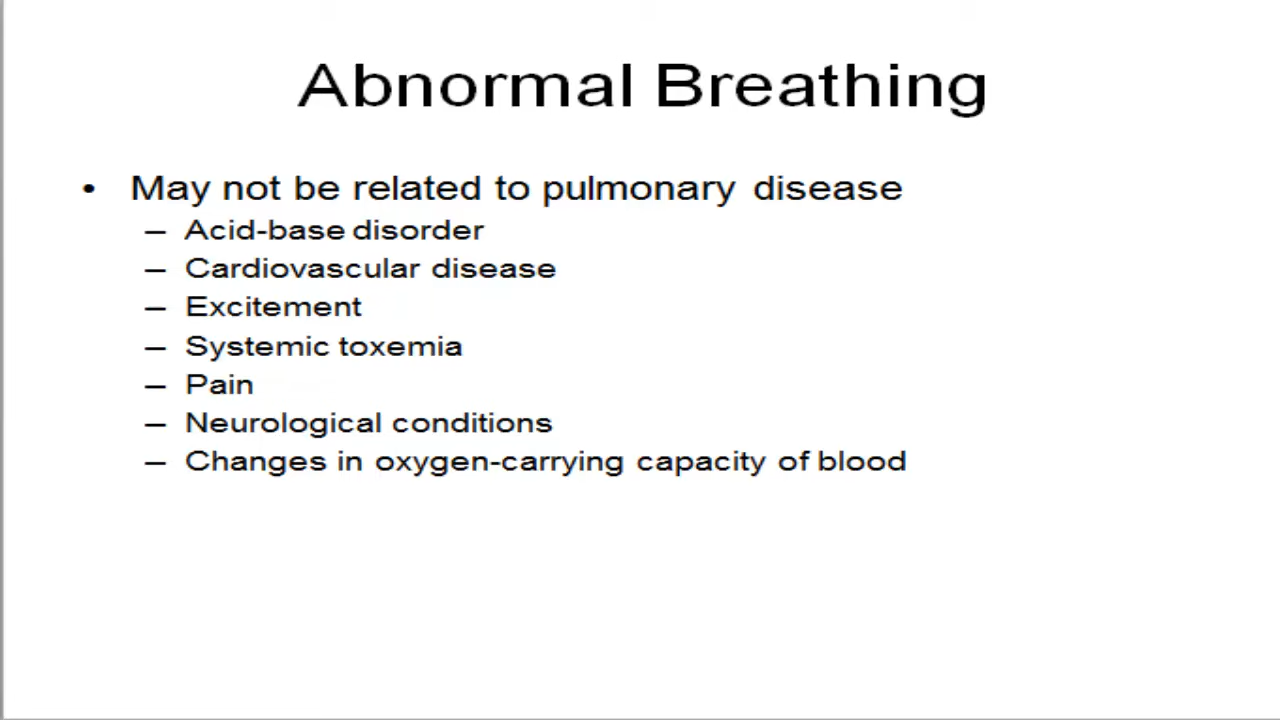 Abnormal Breathing
• May not be related to pulmonary disease
– Acid-base disorder
– Cardiovascular disease
– Excitement
– Systemic toxemia
– Pain
– Neurological conditions
– Changes in oxygen-carrying capacity of blood